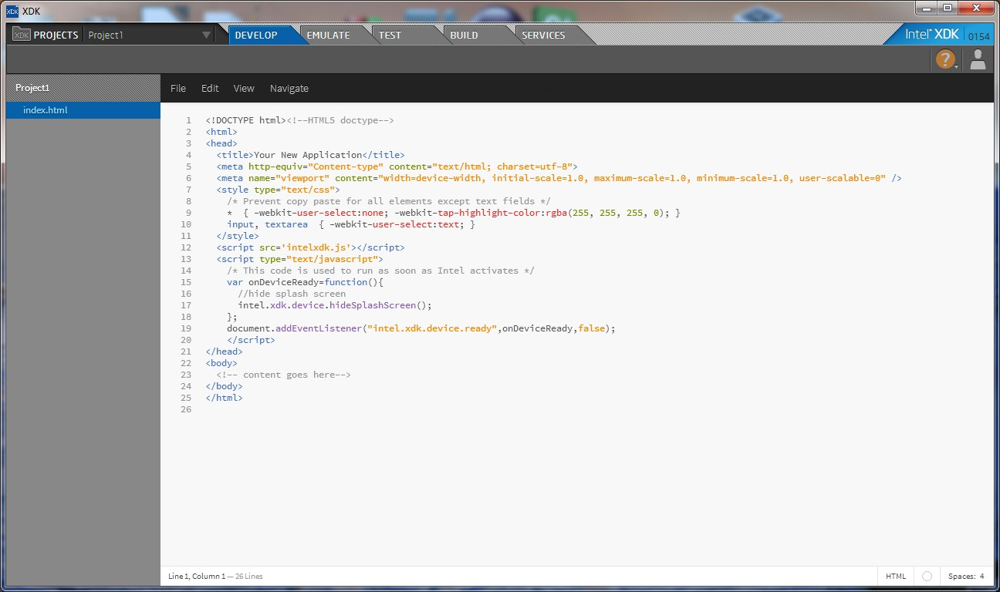 XDK XDK
XDK PROJECTS Project1 DEVELOP EMULATE TEST BUILD SERVICES Intel® XDK 0154
?
Project1 File Edit View Navigate
index.html
1 <!DOCTYPE html><!--HTML5 doctype-->
2 <html>
3 <head>
4 <title>Your New Application</title>
5 <meta http-equiv="Content-type" content="text/html; charset=utf-8">
6 <meta name="viewport" content="width=device-width, initial-scale=1.0, maximum-scale=1.0, minimum-scale=1.0, user-scalable=0" />
7 <style type="text/css">
8 /* Prevent copy paste for all elements except text fields */
9 * { -webkit-user-select:none; -webkit-tap-highlight-color:rgba(255, 255, 255, 0); }
10 input, textarea { -webkit-user-select:text; }
11 </style>
12 <script src='intelxdk.js'></script>
13 <script type="text/javascript">
14 /* This code is used to run as soon as Intel activates */
15 var onDeviceReady=function(){
16 //hide splash screen
17 intel.xdk.device.hideSplashScreen();
18 };
19 document.addEventListener("intel.xdk.device.ready",onDeviceReady,false);
20 </script>
21 </head>
22 <body>
23 <!-- content goes here-->
24 </body>
25 </html>
26
Line 1, Column 1 — 26 Lines HTML Spaces: 4